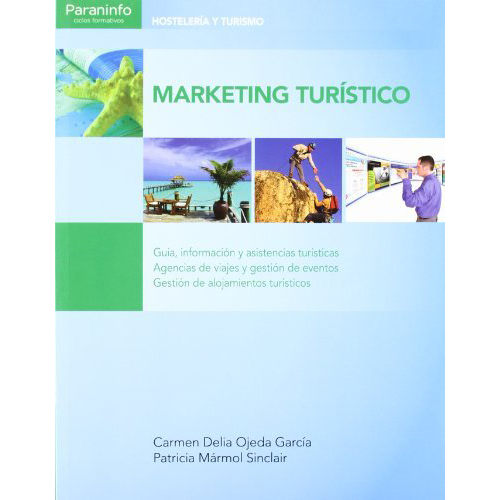 Paraninfo
ciclos formativos
HOSTELERÍA Y TURISMO
MARKETING TURÍSTICO
Guía, información y asistencias turísticas
Agencias de viajes y gestión de eventos
Gestión de alojamientos turísticos
Carmen Delia Ojeda García
Patricia Mármol Sinclair